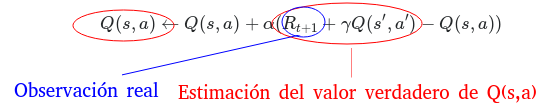 Q(s, a) ← Q(s, a) + α(R_{t+1} + γQ(s′, a′) − Q(s, a))
Observación real Estimación del valor verdadero de Q(s,a)